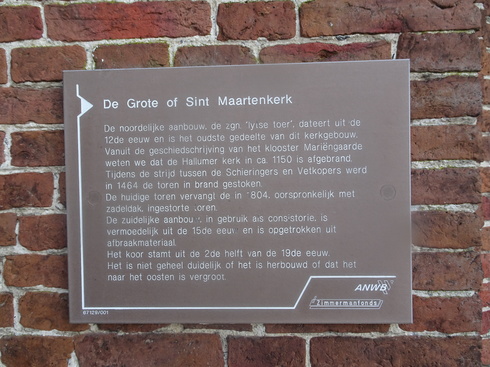 De Grote of Sint Maartenkerk
De noordelijke aanbouw, de zgn. 'lytse toer', dateert uit de
12de eeuw en is het oudste gedeelte van dit kerkgebouw.
Vanuit de geschiedschrijving van het klooster Mariëngaarde
weten we dat de Hallumer kerk in ca. 1150 is afgebrand.
Tijdens de strijd tussen de Schieringers en Vetkopers werd
in 1464 de toren in brand gestoken.
De huidige toren vervangt de in 804, oorspronkelijk met
zadeldak, ingestorte toren.
De zuidelijke aanbouw, in gebruik als consistorie, is
vermoedelijk uit de 15de eeuw en is opgetrokken uit
afbraakmateriaal.
Het koor stamt uit de 2de helft van de 19de eeuw.
Het is niet geheel duidelijk of het is herbouwd of dat het
naar het oosten is vergroot.
ANWB
Zimmermanfonds
67129/001